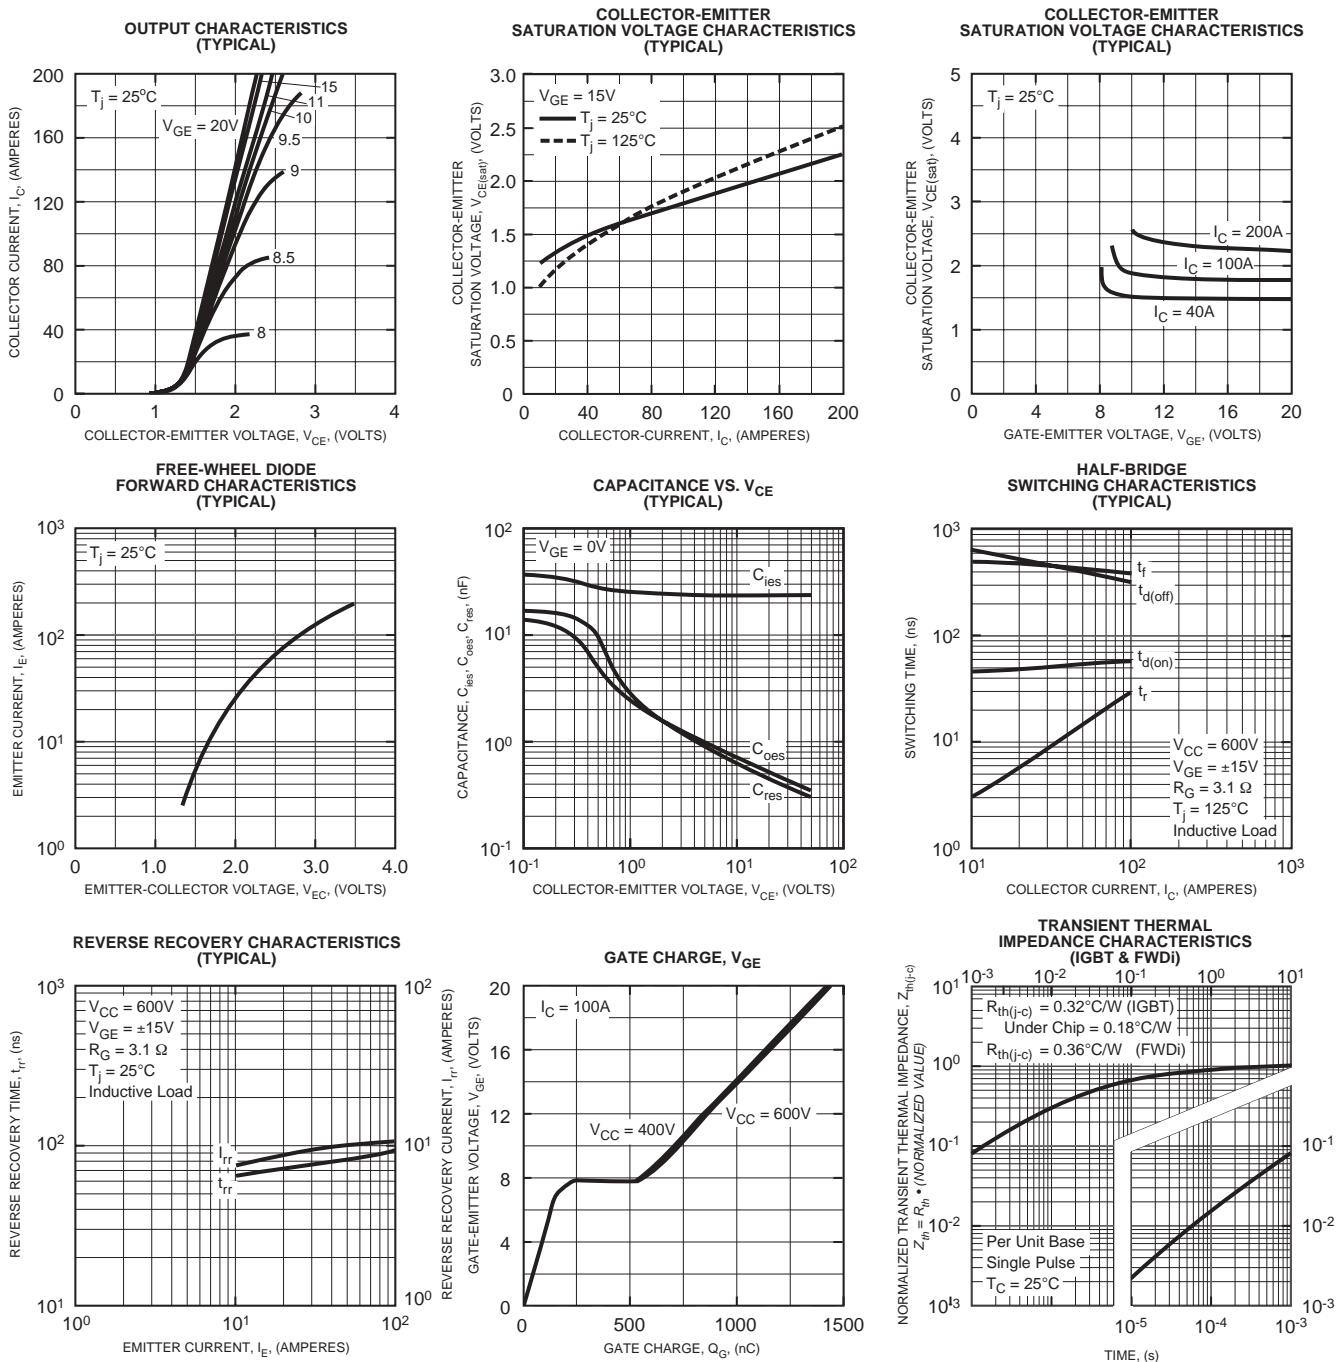 OUTPUT CHARACTERISTICS
(TYPICAL)
COLLECTOR CURRENT, IC, (AMPERES)
200
160
120
80
40
0
Tj = 25°C
VGE = 20V
15
11
10
9.5
9
8.5
8
0 1 2 3 4
COLLECTOR-EMITTER VOLTAGE, VCE, (VOLTS)
COLLECTOR-EMITTER
SATURATION VOLTAGE CHARACTERISTICS
(TYPICAL)
COLLECTOR-EMITTER
SATURATION VOLTAGE, VCE(sat), (VOLTS)
3.0
2.5
2.0
1.5
1.0
0.5
0
VGE = 15V
Tj = 25°C
Tj = 125°C
0 40 80 120 160 200
COLLECTOR-CURRENT, IC, (AMPERES)
COLLECTOR-EMITTER
SATURATION VOLTAGE CHARACTERISTICS
(TYPICAL)
COLLECTOR-EMITTER
SATURATION VOLTAGE, VCE(sat), (VOLTS)
5
4
3
2
1
0
Tj = 25°C
IC = 200A
IC = 100A
IC = 40A
0 4 8 12 16 20
GATE-EMITTER VOLTAGE, VGE, (VOLTS)
FREE-WHEEL DIODE
FORWARD CHARACTERISTICS
(TYPICAL)
EMITTER CURRENT, IE, (AMPERES)
10³
10²
10¹
10⁰
Tj = 25°C
0 1.0 2.0 3.0 4.0
EMITTER-COLLECTOR VOLTAGE, VEC, (VOLTS)
CAPACITANCE VS. VCE
(TYPICAL)
CAPACITANCE, Cies, Coes, Cres, (nF)
10²
10¹
10⁰
10⁻¹
VGE = 0V
Cies
Coes
Cres
10⁻¹ 10⁰ 10¹ 10²
COLLECTOR-EMITTER VOLTAGE, VCE, (VOLTS)
HALF-BRIDGE
SWITCHING CHARACTERISTICS
(TYPICAL)
SWITCHING TIME, (ns)
10³
10²
10¹
10⁰
tf
td(off)
td(on)
tr
VCC = 600V
VGE = ±15V
RG = 3.1 Ω
Tj = 125°C
Inductive Load
10¹ 10² 10³
COLLECTOR CURRENT, IC, (AMPERES)
REVERSE RECOVERY CHARACTERISTICS
(TYPICAL)
REVERSE RECOVERY TIME, trr, (ns)
10³
10²
10¹
VCC = 600V
VGE = ±15V
RG = 3.1 Ω
Tj = 25°C
Inductive Load
Irr
trr
10²
10¹
10⁰
REVERSE RECOVERY CURRENT, Irr, (AMPERES)
10⁰ 10¹ 10²
EMITTER CURRENT, IE, (AMPERES)
GATE CHARGE, VGE
GATE-EMITTER VOLTAGE, VGE, (VOLTS)
20
16
12
8
4
0
IC = 100A
VCC = 400V
VCC = 600V
0 500 1000 1500
GATE CHARGE, QG, (nC)
TRANSIENT THERMAL
IMPEDANCE CHARACTERISTICS
(IGBT & FWDi)
10⁻³ 10⁻² 10⁻¹ 10⁰ 10¹
NORMALIZED TRANSIENT THERMAL IMPEDANCE, Zth(j-c)
Zth = Rth • (NORMALIZED VALUE)
10¹
10⁰
10⁻¹
10⁻²
10⁻³
Rth(j-c) = 0.32°C/W (IGBT)
Under Chip = 0.18°C/W
Rth(j-c) = 0.36°C/W (FWDi)
Per Unit Base
Single Pulse
TC = 25°C
10⁻¹
10⁻²
10⁻³
10⁻⁵ 10⁻⁴ 10⁻³
TIME, (s)